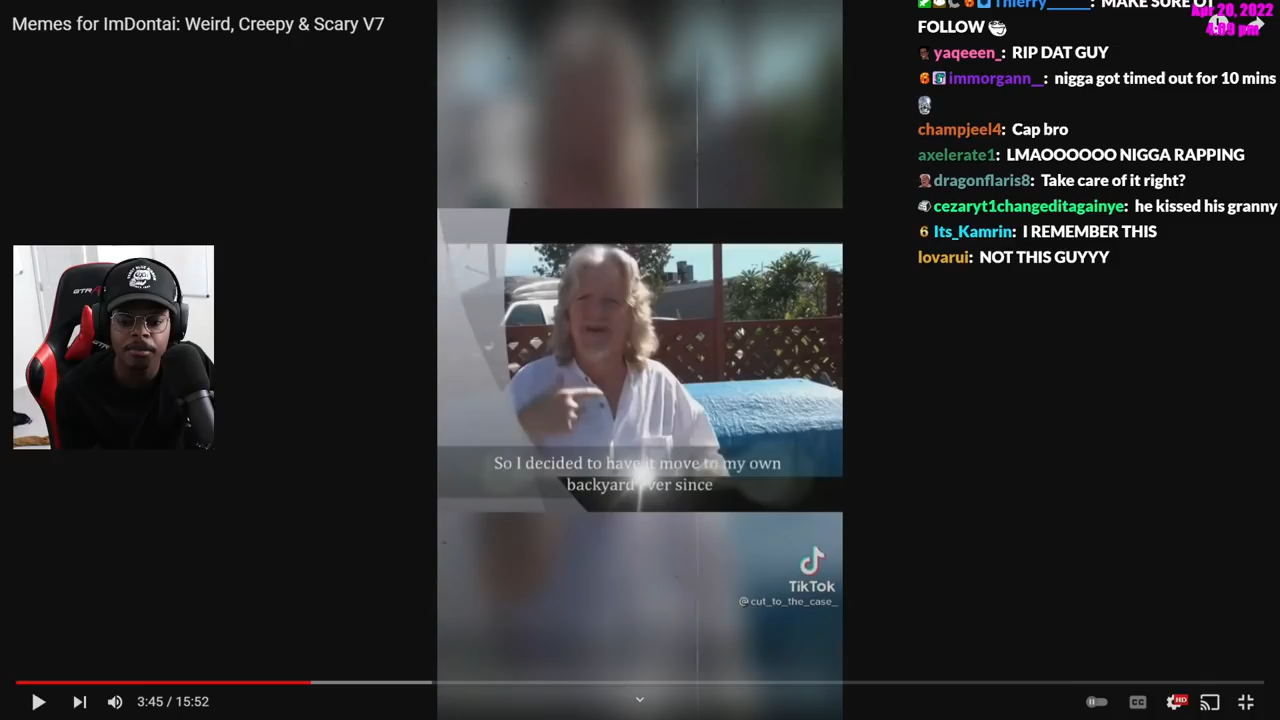 Memes for ImDontai: Weird, Creepy & Scary V7
Apr 20, 2022
Thierry______: MAKE SURE OT
FOLLOW
yaqeeen_: RIP DAT GUY
immorgann__: nigga got timed out for 10 mins
champjeel4: Cap bro
axelerate1: LMAOOOOOO NIGGA RAPPING
dragonflaris8: Take care of it right?
cezaryt1changeditagainye: he kissed his granny
6 Its_Kamrin: I REMEMBER THIS
lovarui: NOT THIS GUYYY
So I decided to have it move to my own
backyard ever since
TikTok
@cut_to_the_case_
3:45 / 15:52
CC
HD